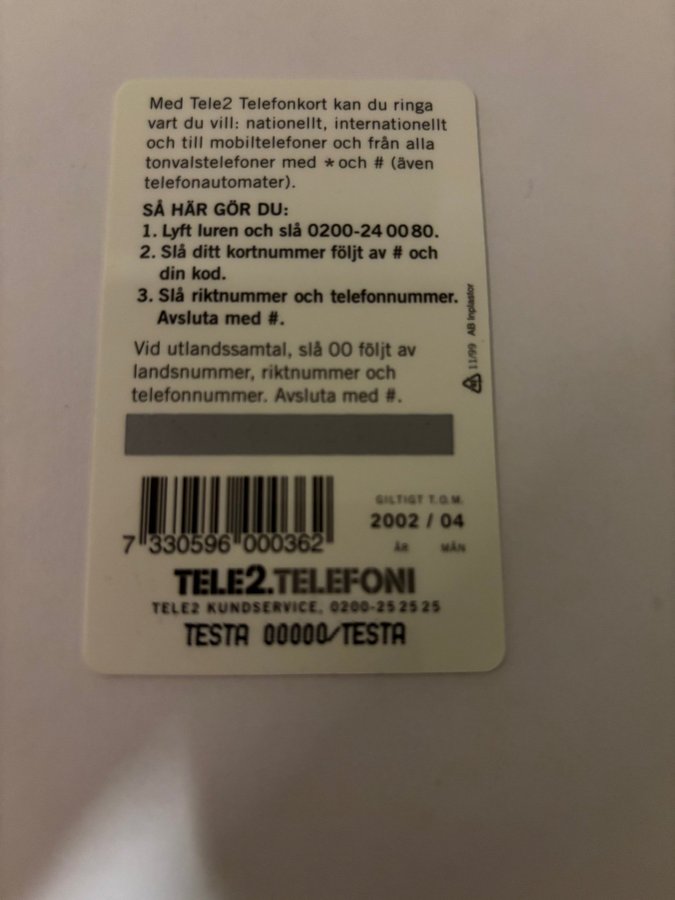 Med Tele2 Telefonkort kan du ringa
vart du vill: nationellt, internationellt
och till mobiltelefoner och från alla
tonvalstelefoner med * och # (även
telefonautomater).
SÅ HÄR GÖR DU:
1. Lyft luren och slå 0200-24 00 80.
2. Slå ditt kortnummer följt av # och
din kod.
3. Slå riktnummer och telefonnummer.
Avsluta med #.
Vid utlandssamtal, slå 00 följt av
landsnummer, riktnummer och
telefonnummer. Avsluta med #.
11/99 AB Inplastor
GILTIGT T.O.M.
2002 / 04
ÅR MÅN
7 330596 000362
TELE2.TELEFONI
TELE2 KUNDSERVICE, 0200-25 25 25
TESTA 00000/TESTA